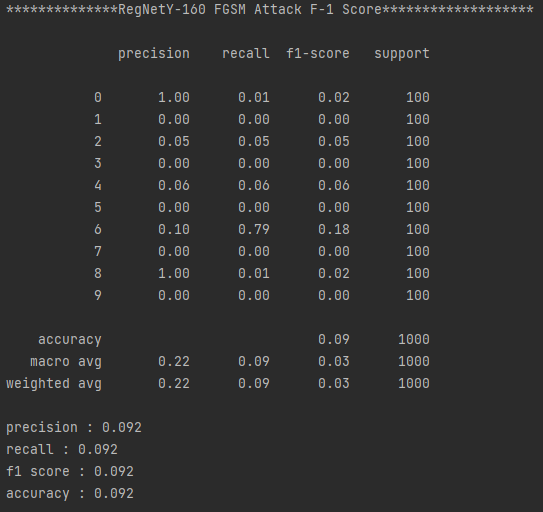 **************RegNetY-160 FGSM Attack F-1 Score*******************
precision recall f1-score support
0 1.00 0.01 0.02 100
1 0.00 0.00 0.00 100
2 0.05 0.05 0.05 100
3 0.00 0.00 0.00 100
4 0.06 0.06 0.06 100
5 0.00 0.00 0.00 100
6 0.10 0.79 0.18 100
7 0.00 0.00 0.00 100
8 1.00 0.01 0.02 100
9 0.00 0.00 0.00 100
accuracy 0.09 1000
macro avg 0.22 0.09 0.03 1000
weighted avg 0.22 0.09 0.03 1000
precision : 0.092
recall : 0.092
f1 score : 0.092
accuracy : 0.092